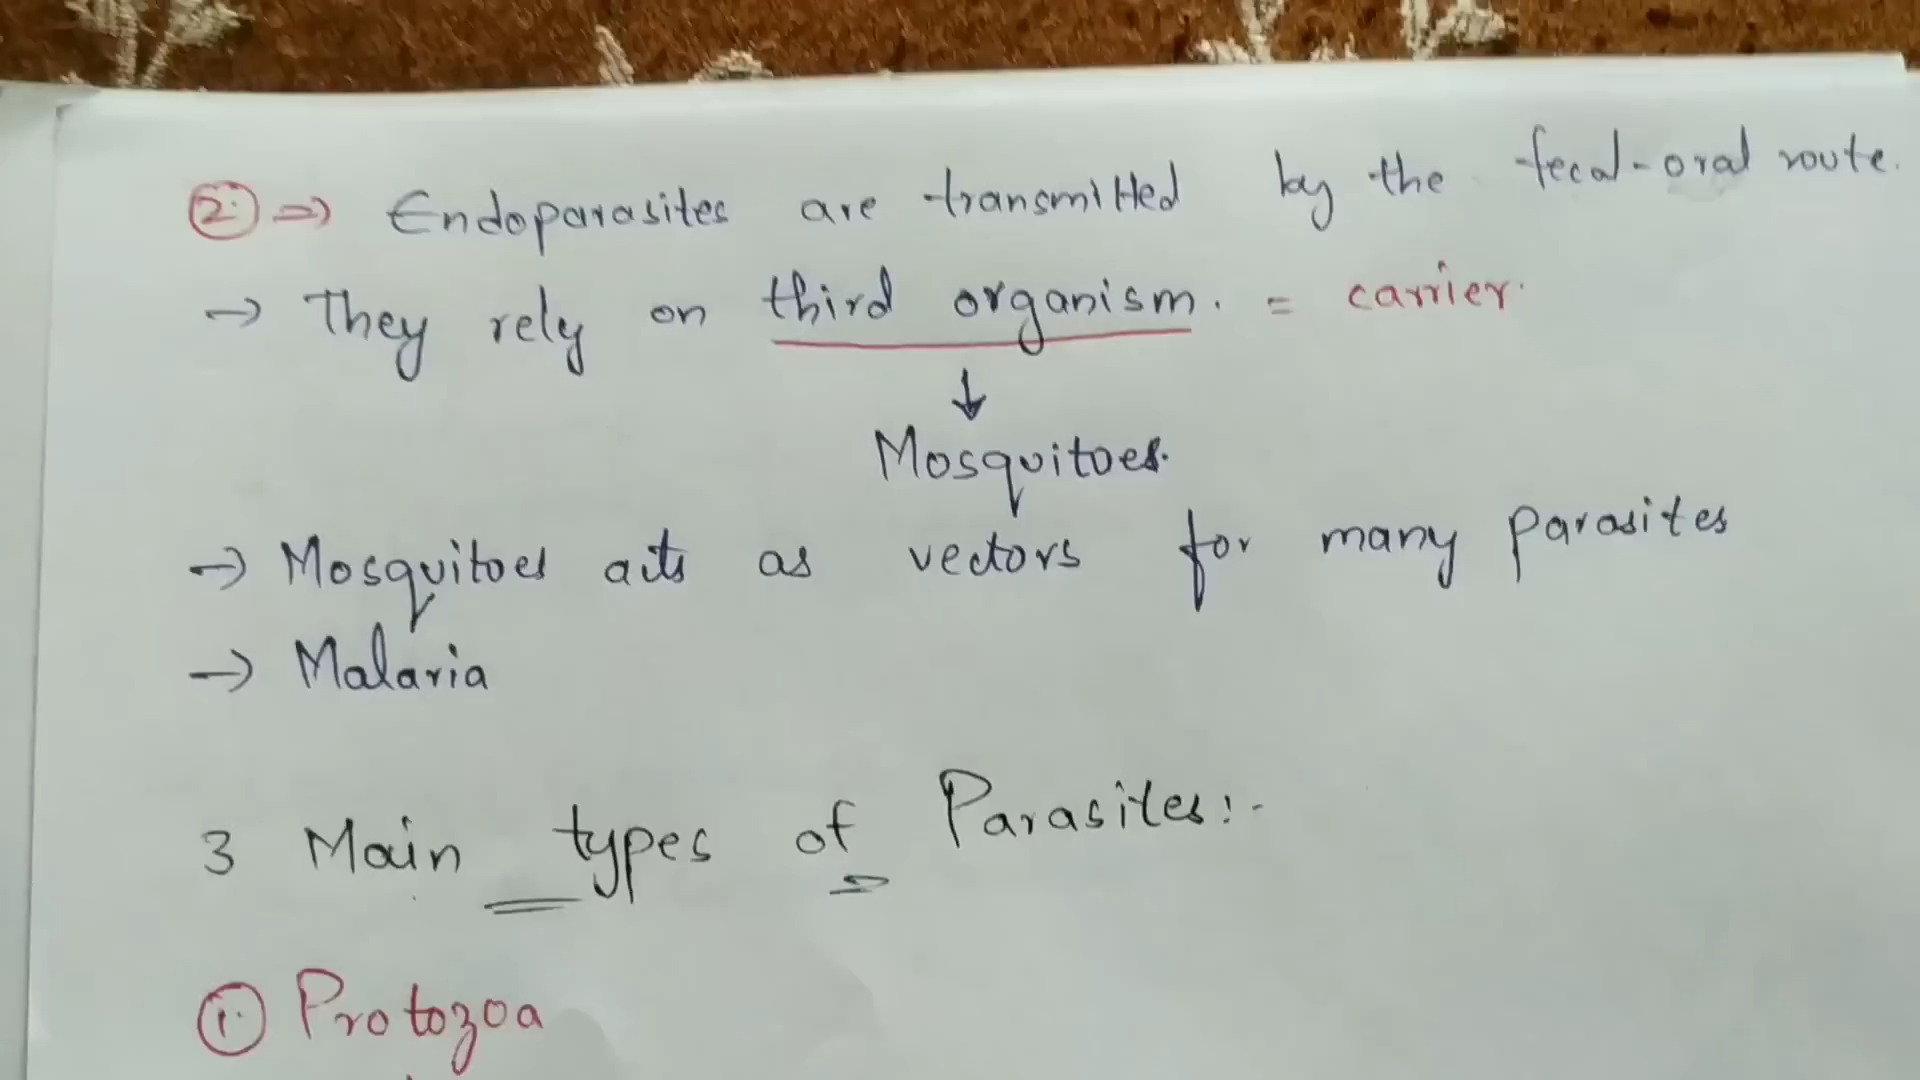 2. ⇒ Endoparasites are transmitted by the fecal-oral route.
→ They rely on third organism. = carrier.
↓
Mosquitoes.
→ Mosquitoes acts as vectors for many parasites
→ Malaria
3 Main types of Parasites:-
1. Protozoa